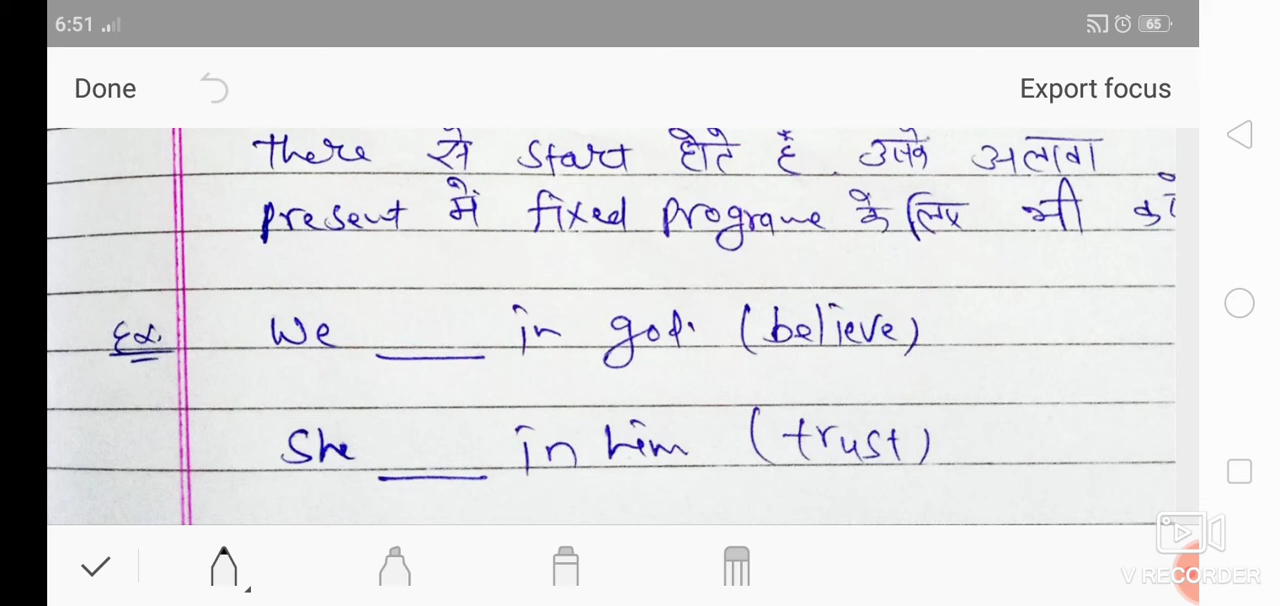 6:51
65
Done
Export focus
there से start होते हैं. उसके अलावा
present में fixed programe के लिए भी
Ex. We ____ in god. (believe)
She ____ in him (trust)
V RECORDER